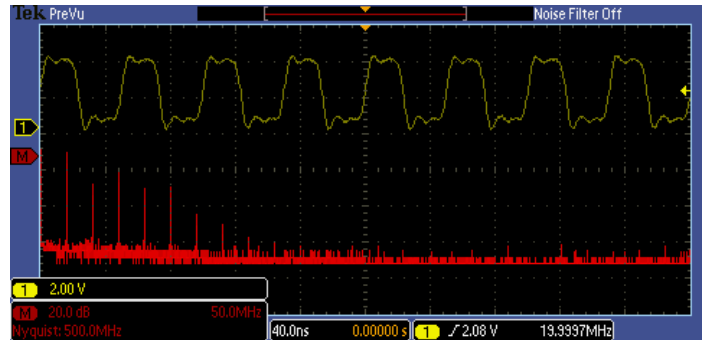 Tek PreVu Noise Filter Off
1
M
1 2.00 V
M 20.0 dB 50.0MHz
Nyquist: 500.0MHz
40.0ns 0.00000 s 1 2.08 V 19.9997MHz